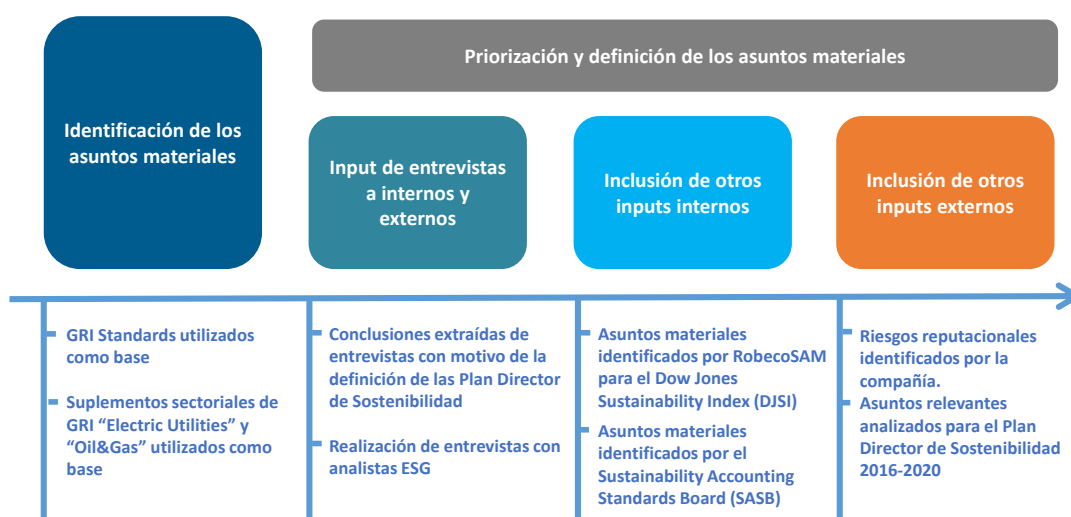 Priorización y definición de los asuntos materiales
Identificación de los
asuntos materiales
Input de entrevistas
a internos y
externos
Inclusión de otros
inputs internos
Inclusión de otros
inputs externos
GRI Standards utilizados
como base
Suplementos sectoriales de
GRI “Electric Utilities” y
“Oil&Gas” utilizados como
base
Conclusiones extraídas de
entrevistas con motivo de la
definición de las Plan Director
de Sostenibilidad
Realización de entrevistas con
analistas ESG
Asuntos materiales
identificados por RobecoSAM
para el Dow Jones
Sustainability Index (DJSI)
Asuntos materiales
identificados por el
Sustainability Accounting
Standards Board (SASB)
Riesgos reputacionales
identificados por la
compañía.
Asuntos relevantes
analizados para el Plan
Director de Sostenibilidad
2016-2020